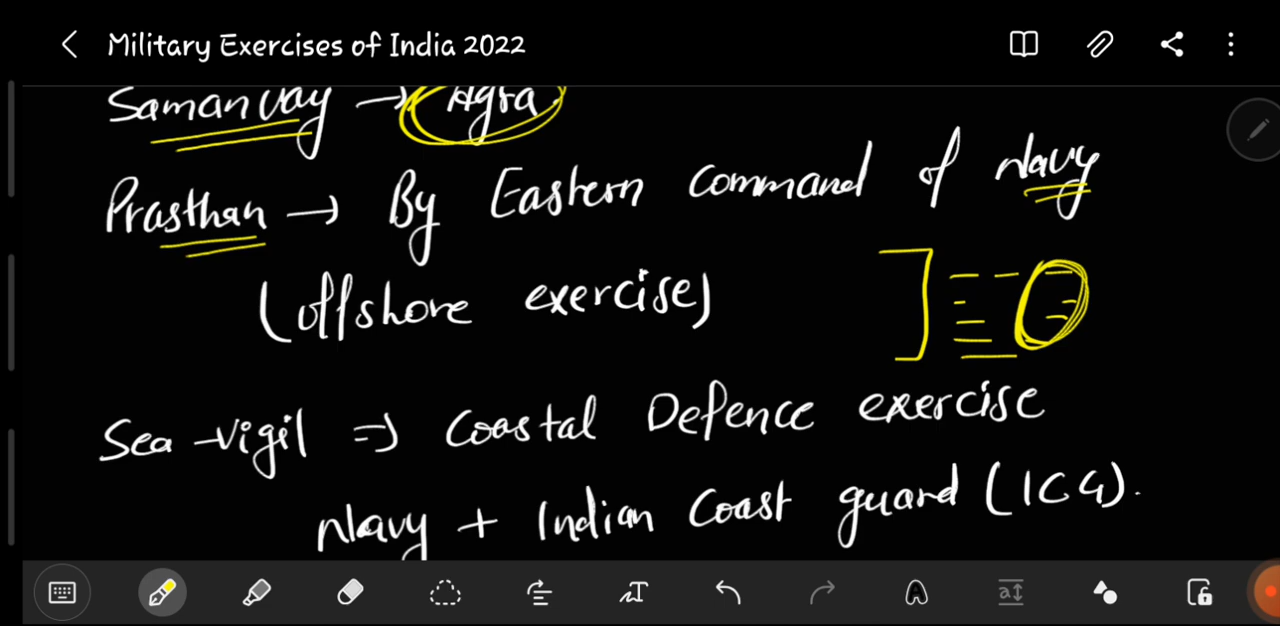 Military Exercises of India 2022
Samanvay → Agra
Prasthan → By Eastern Command of Navy
(offshore exercise)
Sea-vigil ⇒ Coastal Defence exercise
Navy + Indian Coast guard (ICG).